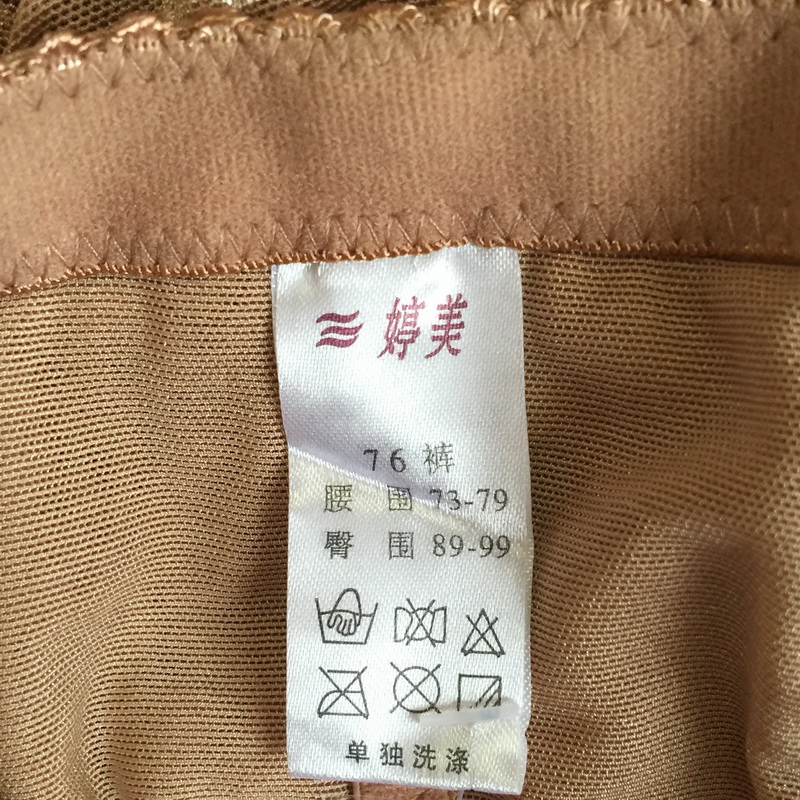 婷美
76 裤
腰 围 73-79
臀 围 89-99
单独洗涤